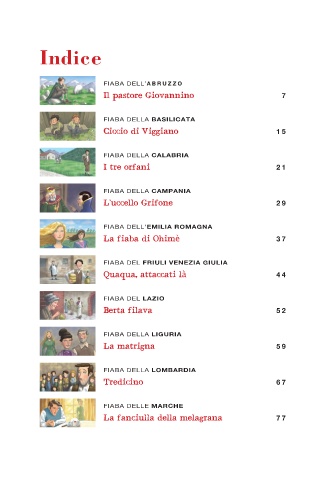 Indice
FIABA DELL'ABRUZZO
Il pastore Giovannino 7
FIABA DELLA BASILICATA
Ciccio di Viggiano 15
FIABA DELLA CALABRIA
I tre orfani 21
FIABA DELLA CAMPANIA
L'uccello Grifone 29
FIABA DELL'EMILIA ROMAGNA
La fiaba di Ohimè 37
FIABA DEL FRIULI VENEZIA GIULIA
Quaqua, attaccati là 44
FIABA DEL LAZIO
Berta filava 52
FIABA DELLA LIGURIA
La matrigna 59
FIABA DELLA LOMBARDIA
Tredicino 67
FIABA DELLE MARCHE
La fanciulla della melagrana 77